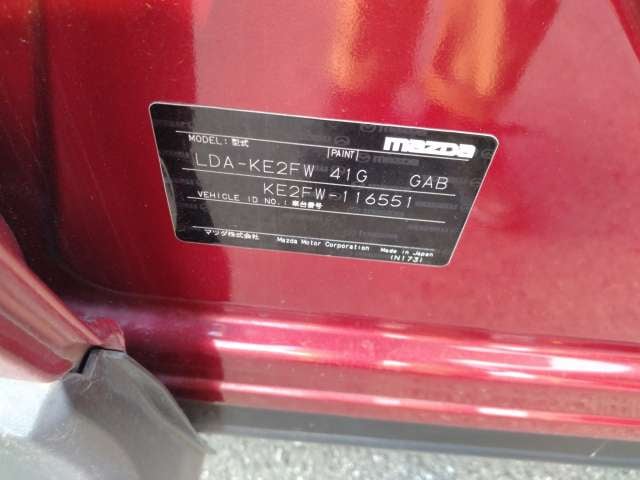 mazda
MODEL: 型式
PAINT
LDA-KE2FW 41G GAB
KE2FW-116551
VEHICLE ID NO.: 車台番号
マツダ株式会社 Mazda Motor Corporation Made in Japan
(N173)